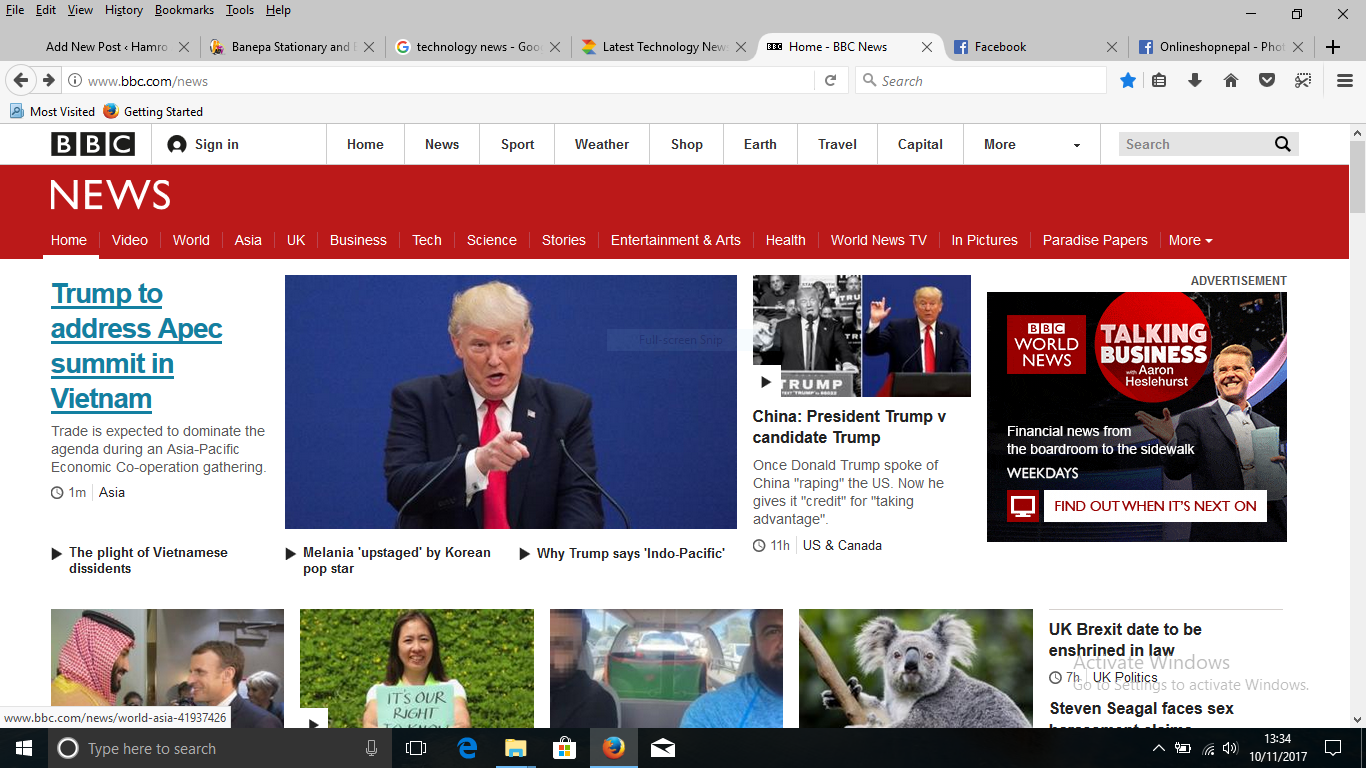 File Edit View History Bookmarks Tools Help
Add New Post ‹ Hamro
Banepa Stationary and
technology news - Goo
Latest Technology New
Home - BBC News
Facebook
Onlineshopnepal - Phot
www.bbc.com/news
Search
Most Visited Getting Started
BBC Sign in Home News Sport Weather Shop Earth Travel Capital More Search
NEWS
Home Video World Asia UK Business Tech Science Stories Entertainment & Arts Health World News TV In Pictures Paradise Papers More
Trump to
address Apec
summit in
Vietnam
Trade is expected to dominate the
agenda during an Asia-Pacific
Economic Co-operation gathering.
1m Asia
Full-screen Snip
TRUMP
China: President Trump v
candidate Trump
Once Donald Trump spoke of
China "raping" the US. Now he
gives it "credit" for "taking
advantage".
11h US & Canada
ADVERTISEMENT
BBC
WORLD
NEWS
TALKING
BUSINESS
with Aaron
Heslehurst
Financial news from
the boardroom to the sidewalk
WEEKDAYS
FIND OUT WHEN IT'S NEXT ON
The plight of Vietnamese
dissidents
Melania 'upstaged' by Korean
pop star
Why Trump says 'Indo-Pacific'
IT'S OUR
RIGHT
UK Brexit date to be
enshrined in law
7h UK Politics
Steven Seagal faces sex
harassment claims
Activate Windows
Go to Settings to activate Windows.
www.bbc.com/news/world-asia-41937426
Type here to search
13:34
10/11/2017